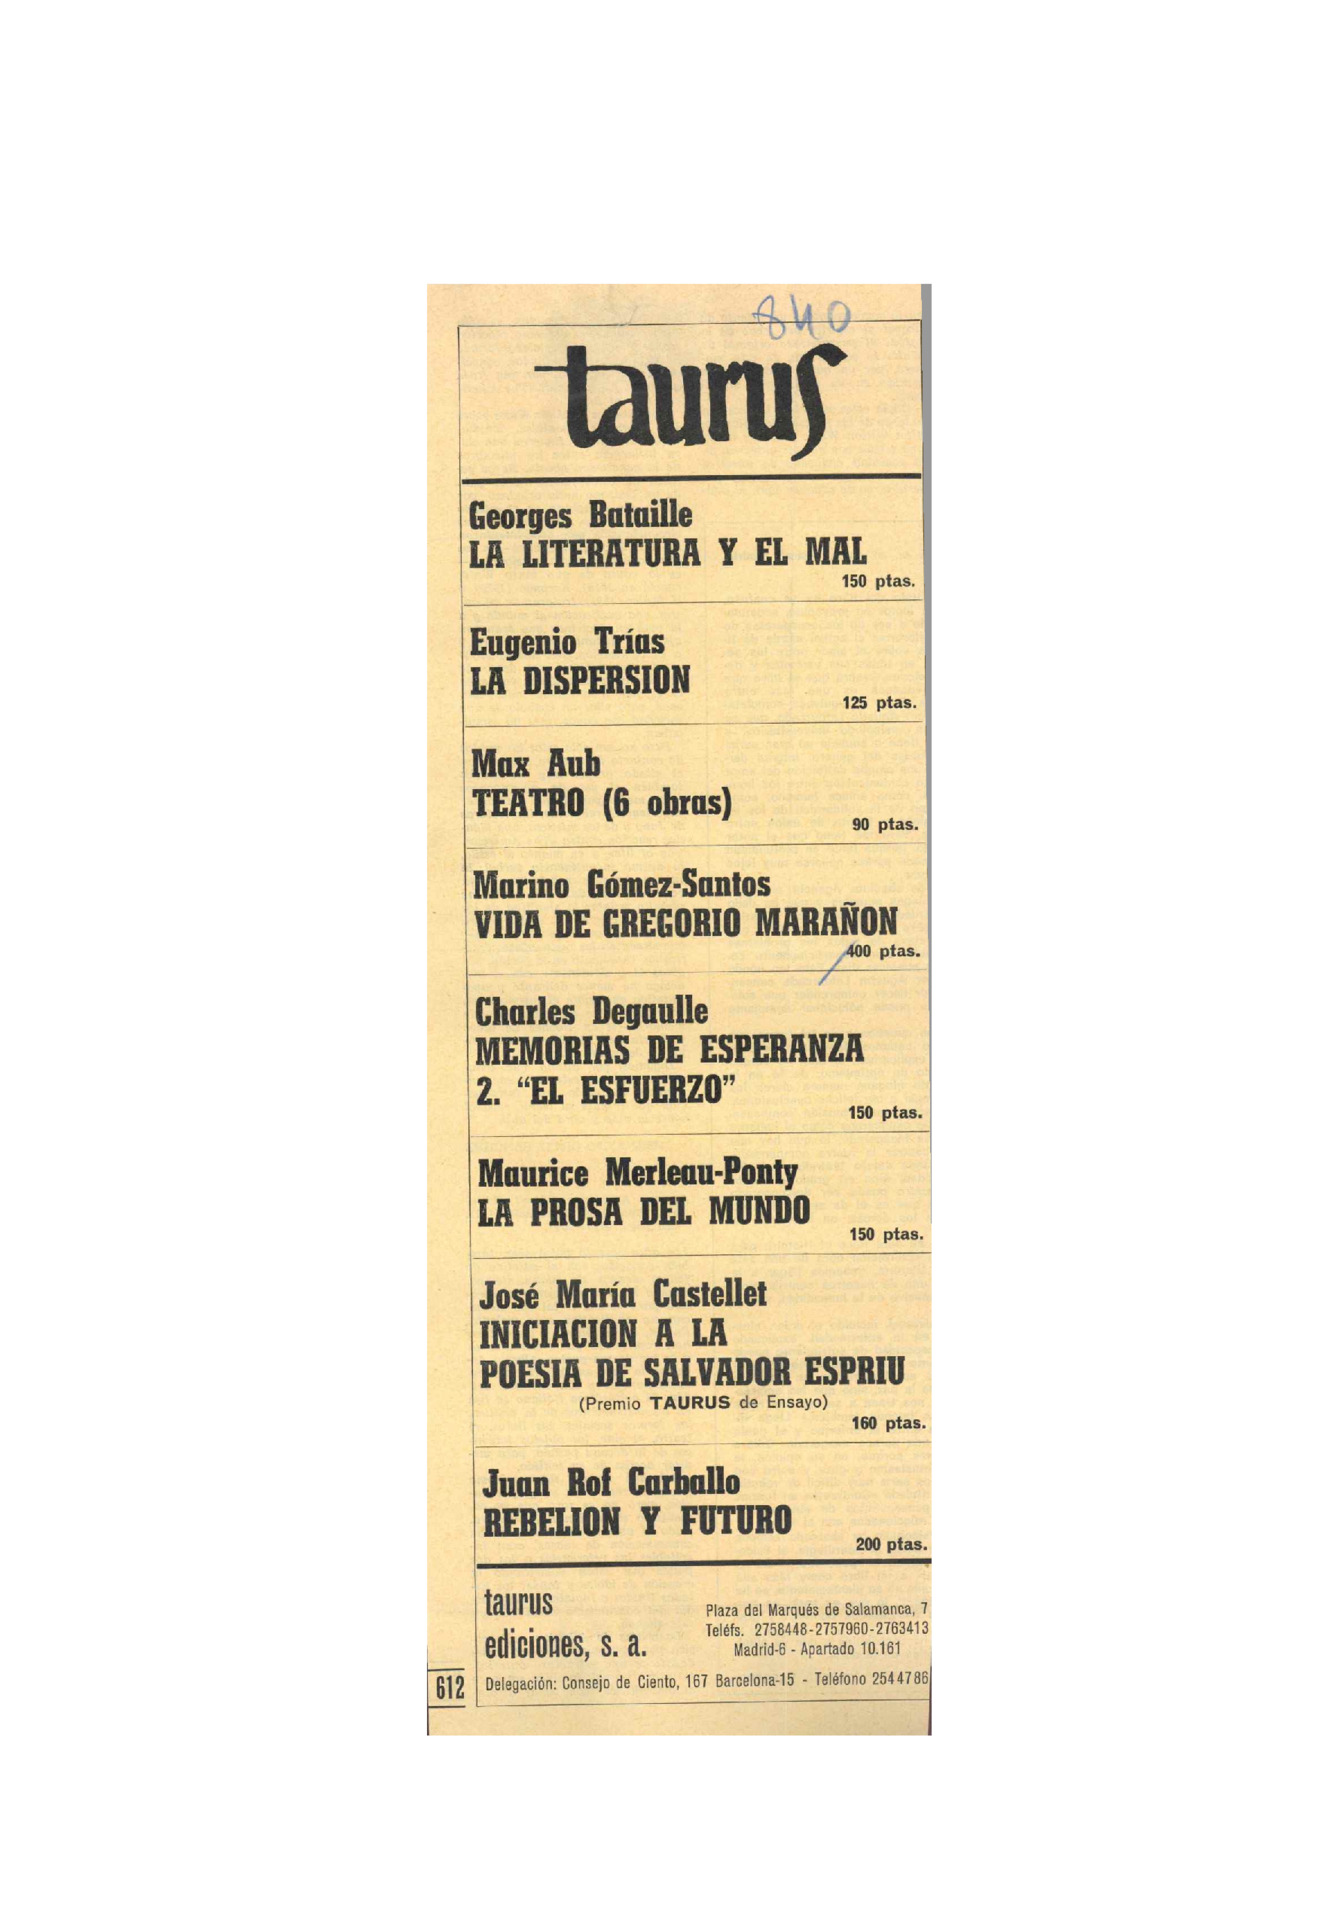 840
taurus
Georges Bataille
LA LITERATURA Y EL MAL
150 ptas.
Eugenio Trías
LA DISPERSION
125 ptas.
Max Aub
TEATRO (6 obras)
90 ptas.
Marino Gómez-Santos
VIDA DE GREGORIO MARAÑON
400 ptas.
Charles Degaulle
MEMORIAS DE ESPERANZA
2. “EL ESFUERZO”
150 ptas.
Maurice Merleau-Ponty
LA PROSA DEL MUNDO
150 ptas.
José María Castellet
INICIACION A LA
POESIA DE SALVADOR ESPRIU
(Premio TAURUS de Ensayo)
160 ptas.
Juan Rof Carballo
REBELION Y FUTURO
200 ptas.
taurus
ediciones, s. a.
Plaza del Marqués de Salamanca, 7
Teléfs. 2758448-2757960-2763413
Madrid-6 - Apartado 10.161
Delegación: Consejo de Ciento, 167 Barcelona-15 - Teléfono 2544786
612